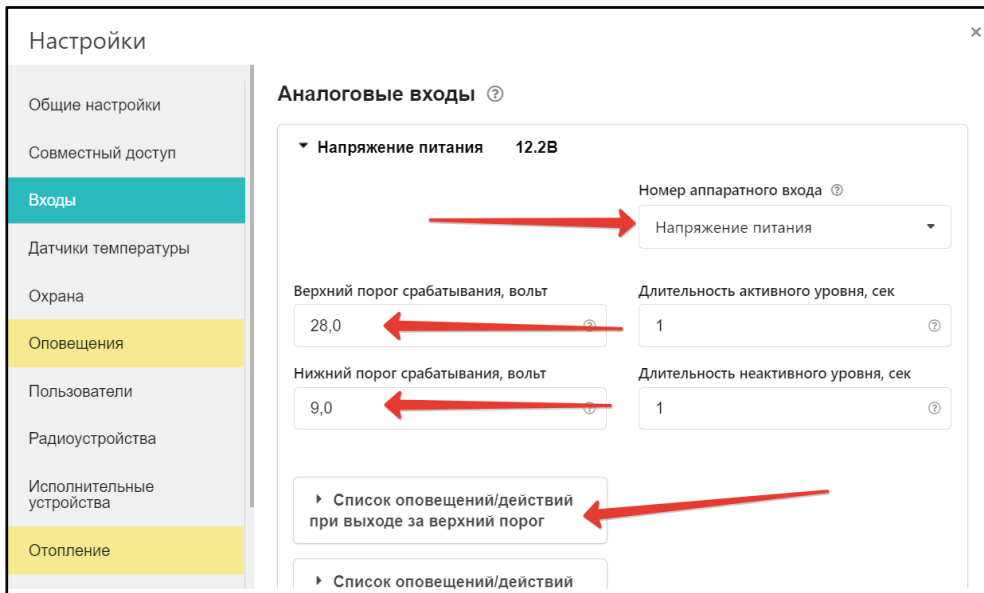 Настройки
×
Общие настройки
Совместный доступ
Входы
Датчики температуры
Охрана
Оповещения
Пользователи
Радиоустройства
Исполнительные
устройства
Отопление
Аналоговые входы ?
Напряжение питания 12.2В
Номер аппаратного входа ?
Напряжение питания
Верхний порог срабатывания, вольт
28,0 ?
Длительность активного уровня, сек
1 ?
Нижний порог срабатывания, вольт
9,0 ?
Длительность неактивного уровня, сек
1 ?
Список оповещений/действий
при выходе за верхний порог
Список оповещений/действий